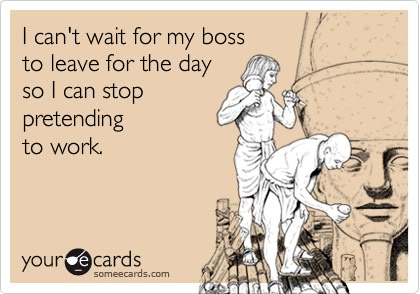 I can't wait for my boss
to leave for the day
so I can stop
pretending
to work.
your e cards
someecards.com